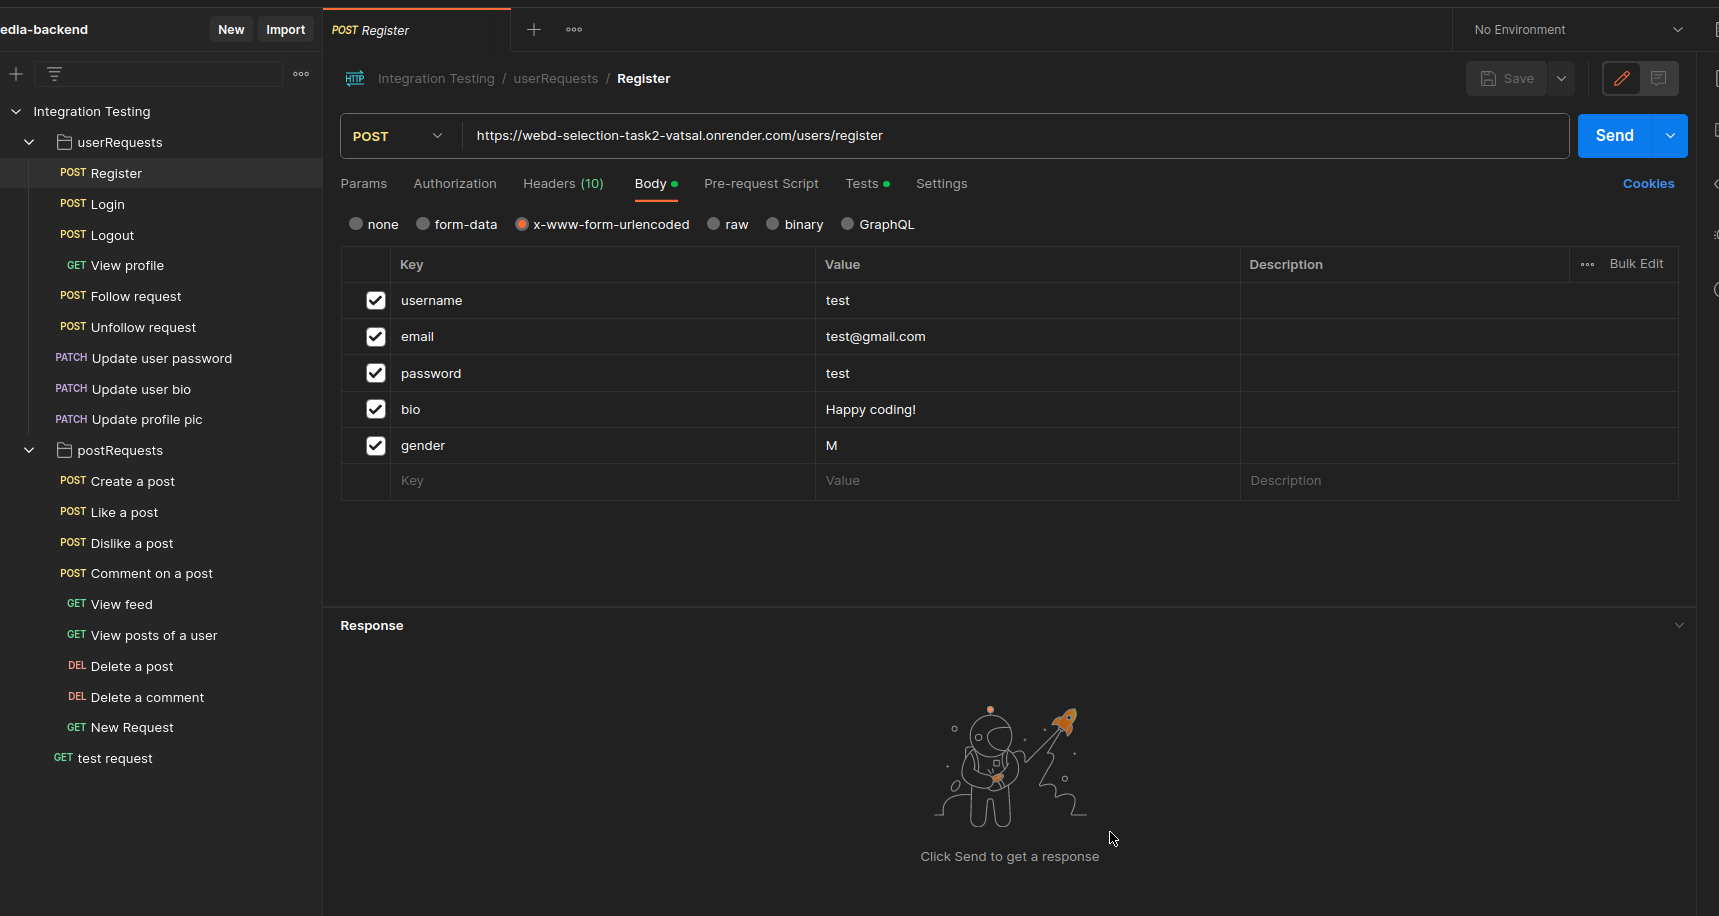 edia-backend
New
Import
POST Register
No Environment
Integration Testing
userRequests
POST Register
POST Login
POST Logout
GET View profile
POST Follow request
POST Unfollow request
PATCH Update user password
PATCH Update user bio
PATCH Update profile pic
postRequests
POST Create a post
POST Like a post
POST Dislike a post
POST Comment on a post
GET View feed
GET View posts of a user
DEL Delete a post
DEL Delete a comment
GET New Request
GET test request
HTTP Integration Testing / userRequests / Register
Save
POST https://webd-selection-task2-vatsal.onrender.com/users/register
Send
Params Authorization Headers (10) Body Pre-request Script Tests Settings Cookies
none form-data x-www-form-urlencoded raw binary GraphQL
Key Value Description Bulk Edit
username test
email test@gmail.com
password test
bio Happy coding!
gender M
Key Value Description
Response
Click Send to get a response